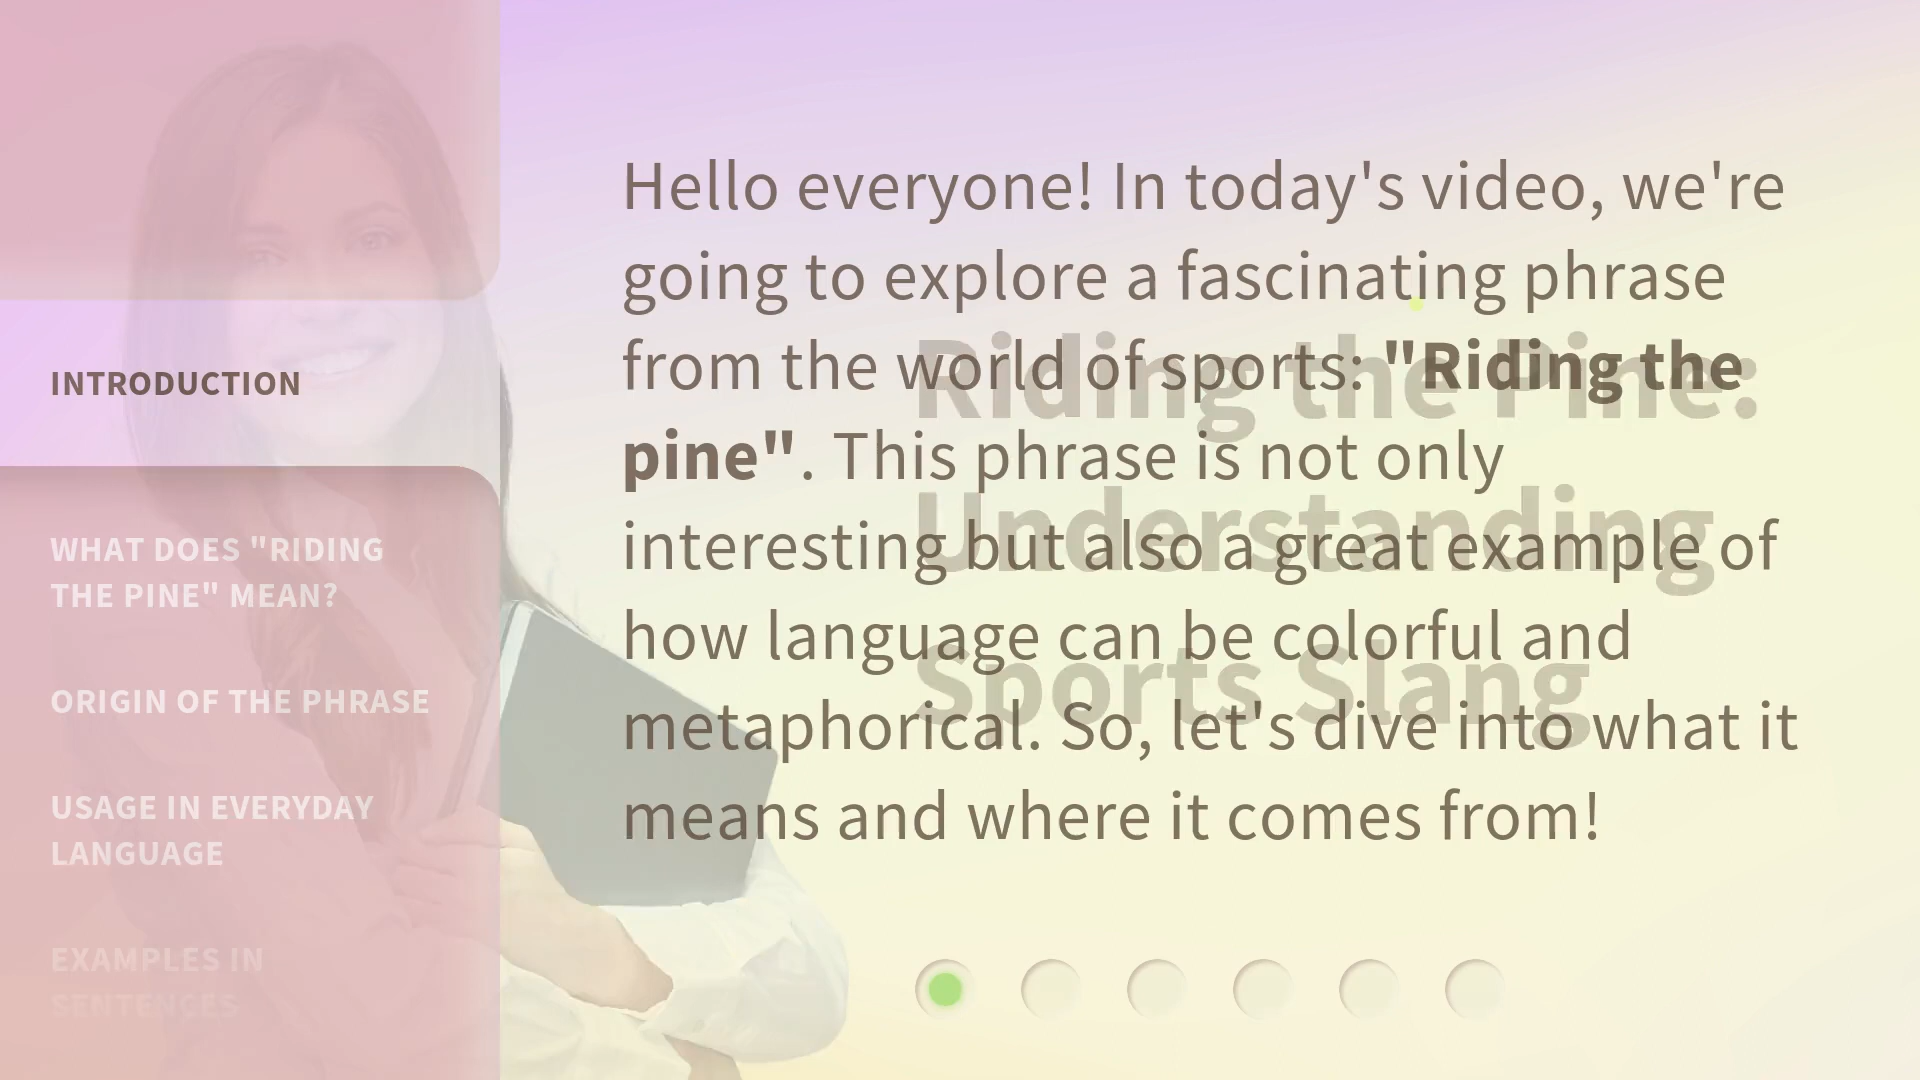 INTRODUCTION
WHAT DOES "RIDING
THE PINE" MEAN?
ORIGIN OF THE PHRASE
USAGE IN EVERYDAY
LANGUAGE
EXAMPLES IN
SENTENCES
Hello everyone! In today's video, we're
going to explore a fascinating phrase
from the world of sports: "Riding the
pine". This phrase is not only
interesting but also a great example of
how language can be colorful and
metaphorical. So, let's dive into what it
means and where it comes from!
Riding the Pine:
Understanding
Sports Slang